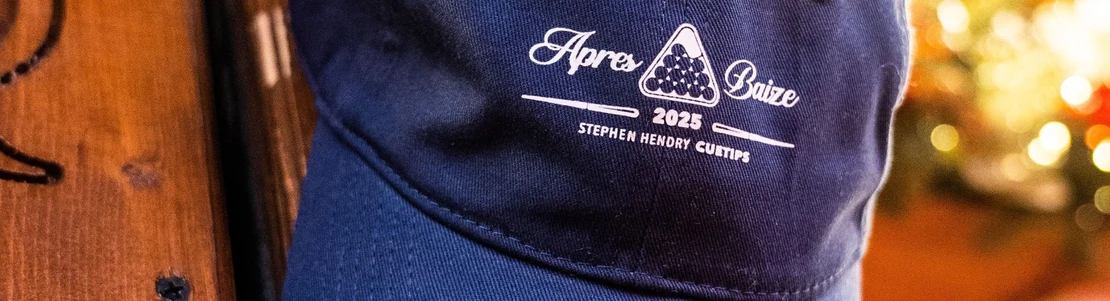 Apres Baize
2025
STEPHEN HENDRY CUETIPS